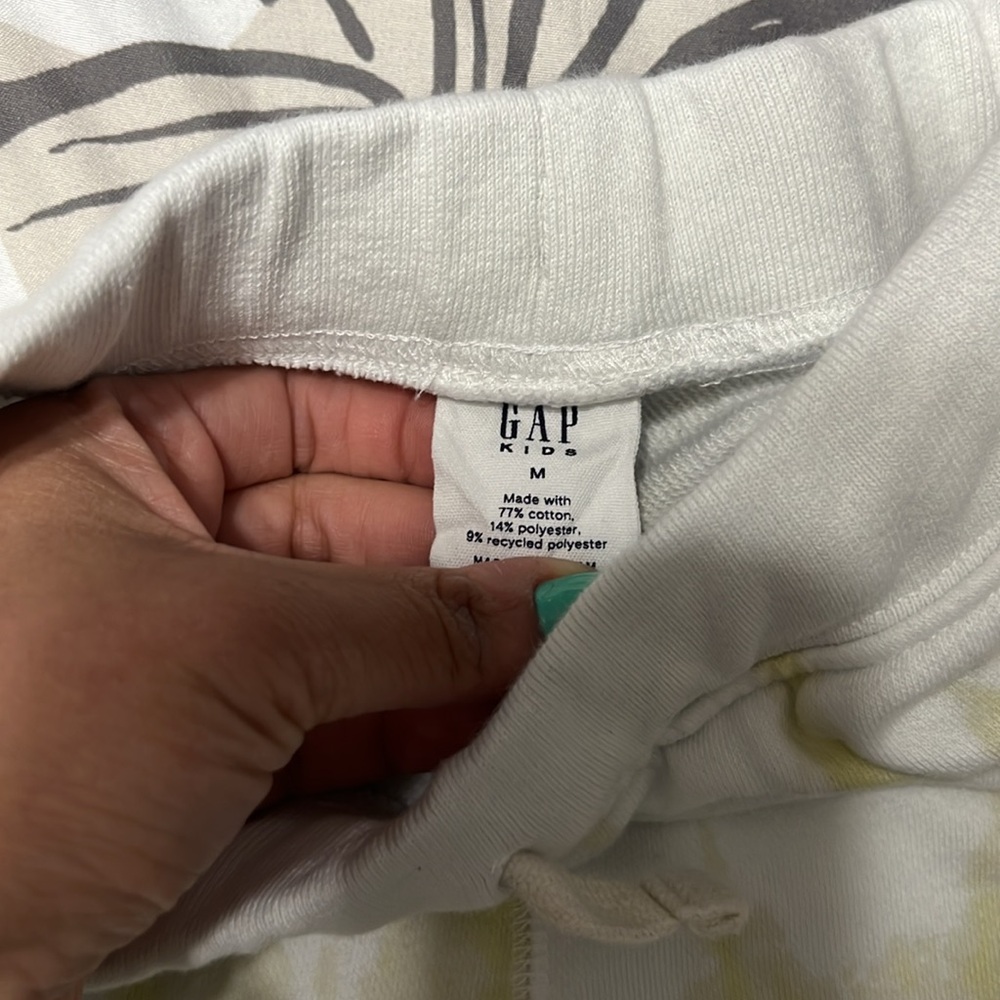 GAP
KIDS
M
Made with
77% cotton,
14% polyester,
9% recycled polyester